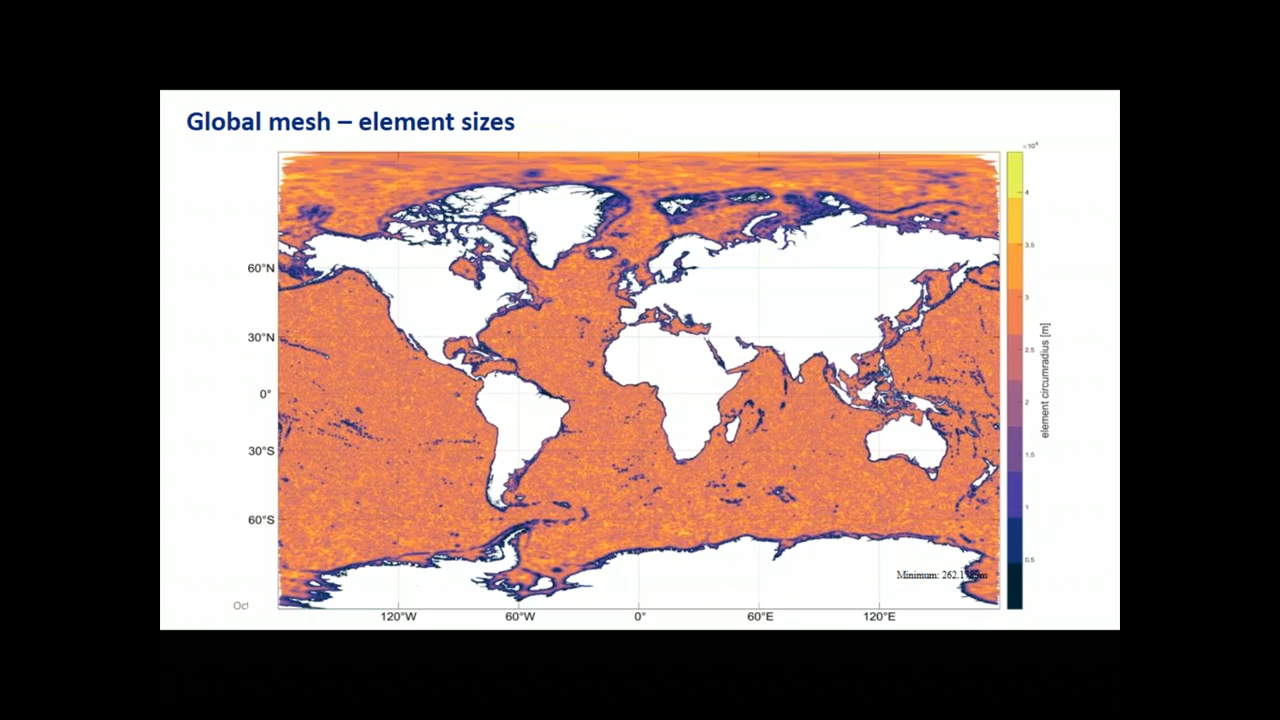 Global mesh – element sizes
×10⁴
4
3.5
3
2.5
2
1.5
1
0.5
element circumradius [m]
60°N
30°N
0°
30°S
60°S
Minimum:
Oct
120°W
60°W
0°
60°E
120°E